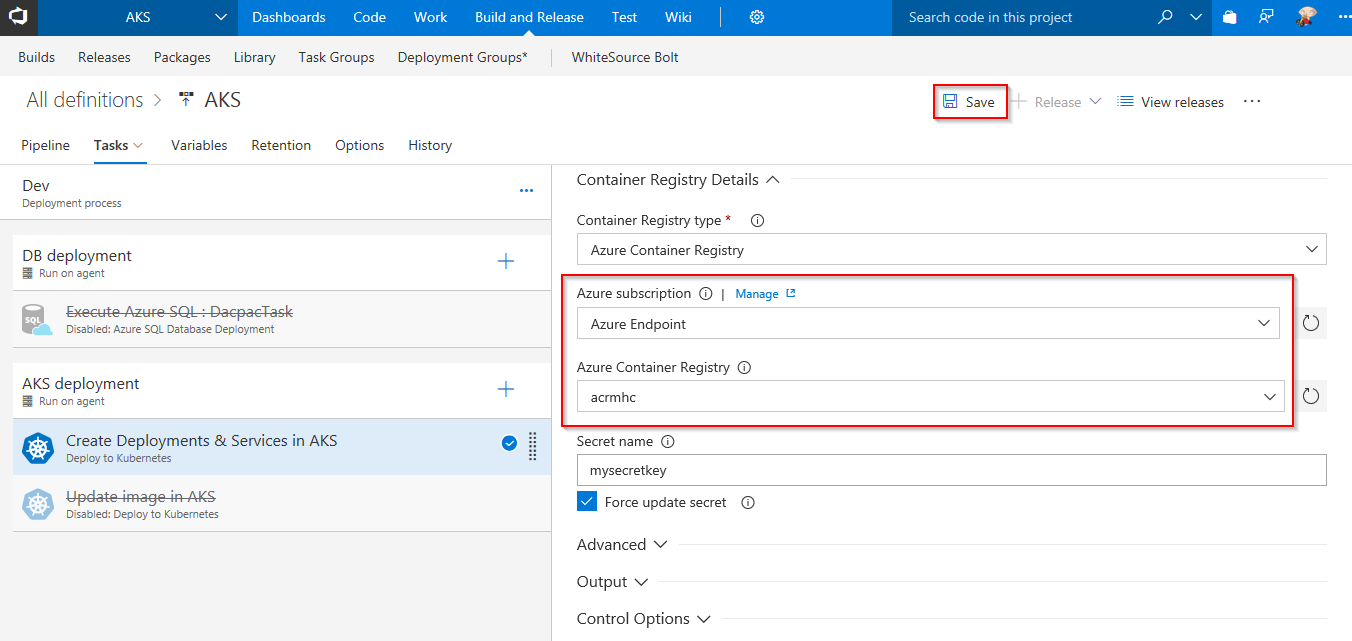 AKS Dashboards Code Work Build and Release Test Wiki Search code in this project
Builds Releases Packages Library Task Groups Deployment Groups* WhiteSource Bolt
All definitions > AKS
Save + Release View releases ...
Pipeline Tasks Variables Retention Options History
Dev
Deployment process
DB deployment
Run on agent
SQL
Execute Azure SQL : DacpacTask
Disabled: Azure SQL Database Deployment
AKS deployment
Run on agent
Create Deployments & Services in AKS
Deploy to Kubernetes
Update image in AKS
Disabled: Deploy to Kubernetes
Container Registry Details
Container Registry type *
Azure Container Registry
Azure subscription | Manage
Azure Endpoint
Azure Container Registry
acrmhc
Secret name
mysecretkey
Force update secret
Advanced
Output
Control Options